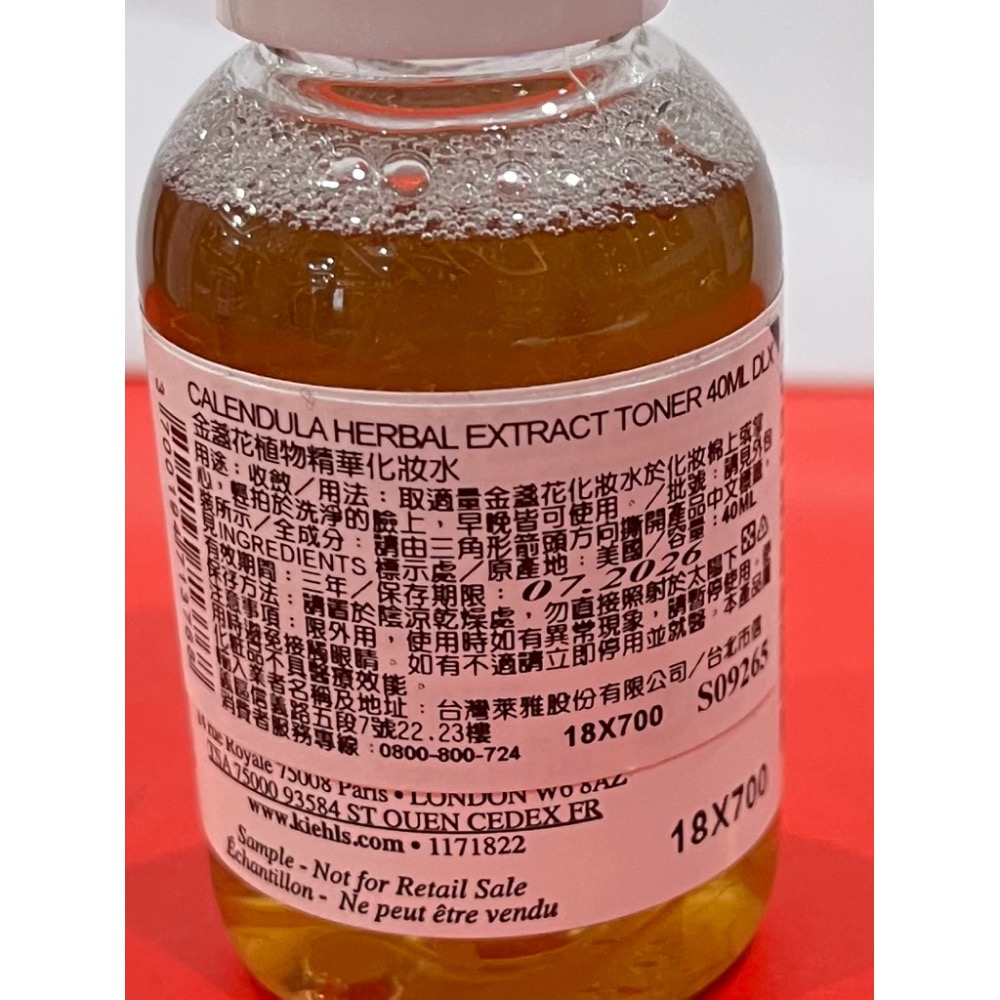 CALENDULA HERBAL EXTRACT TONER 40ML DLX
金盞花植物精華化妝水
用途：收斂／用法：取適量金盞花化妝水於化妝棉上或掌
心，輕拍於洗淨的臉上，早晚皆可使用。／批號：請見外包
裝所示／全成分：請由三角形箭頭方向撕開產品中文標籤，
見INGREDIENTS 標示處／原產地：美國／容量：40ML
有效期間：三年／保存期限：07.2026
保存方法：請置於陰涼乾燥處，勿直接照射於太陽下
注意事項：限外用，使用時如有異常現象，請暫停使用。
用時避免接觸眼睛。如有不適請立即停用並就醫。本產品屬
化粧品不具醫療效能。
輸入業者名稱及地址：台灣萊雅股份有限公司／台北市信
義區信義路五段7號22.23樓
消費者服務專線：0800-800-724
18X700 S09265
14 rue Royale 75008 Paris • LONDON W6 8AZ
TSA 75000 93584 ST OUEN CEDEX FR
www.kiehls.com • 1171822
18X700
Sample - Not for Retail Sale
Échantillon - Ne peut être vendu